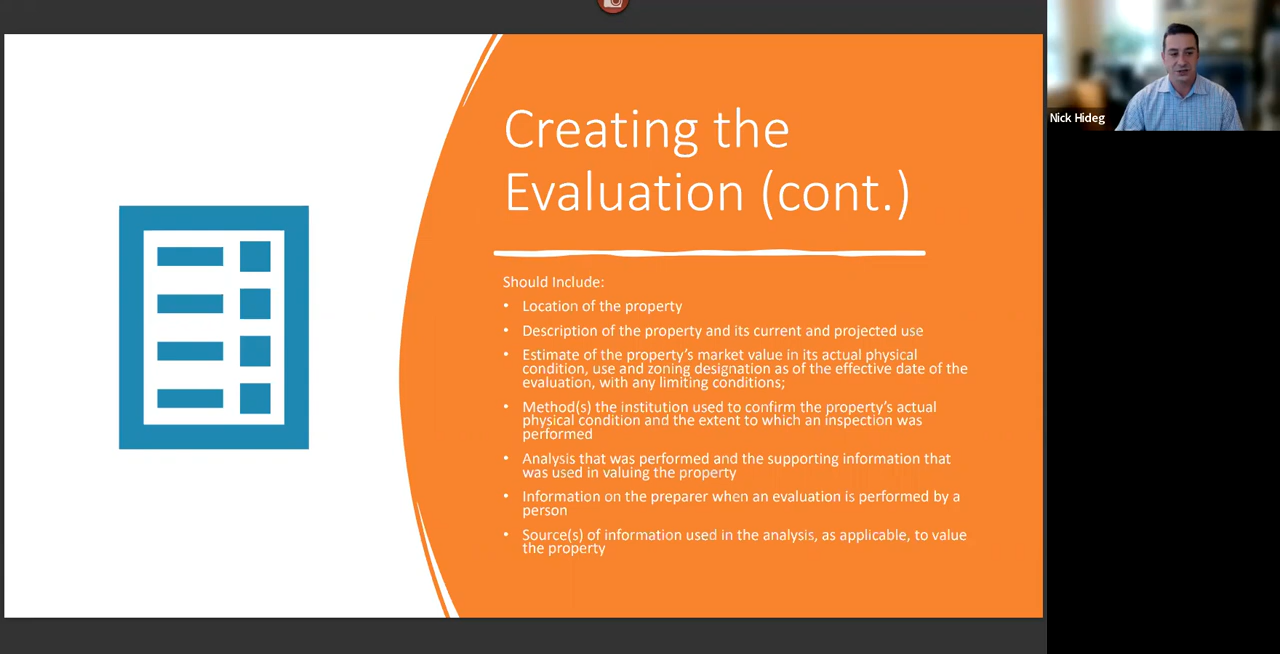 Creating the
Evaluation (cont.)
Should Include:
• Location of the property
• Description of the property and its current and projected use
• Estimate of the property's market value in its actual physical
condition, use and zoning designation as of the effective date of the
evaluation, with any limiting conditions;
• Method(s) the institution used to confirm the property's actual
physical condition and the extent to which an inspection was
performed
• Analysis that was performed and the supporting information that
was used in valuing the property
• Information on the preparer when an evaluation is performed by a
person
• Source(s) of information used in the analysis, as applicable, to value
the property
Nick Hideg